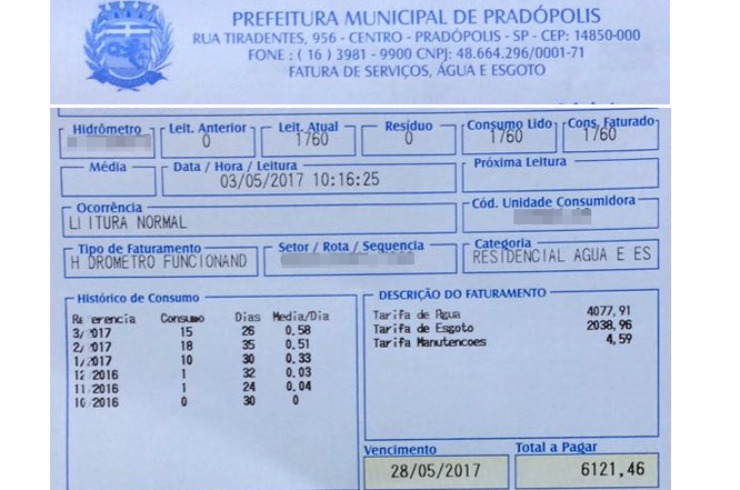 PREFEITURA MUNICIPAL DE PRADÓPOLIS
RUA TIRADENTES, 956 - CENTRO - PRADÓPOLIS - SP - CEP: 14850-000
FONE : ( 16 ) 3981 - 9900 CNPJ: 48.664.296/0001-71
FATURA DE SERVIÇOS, ÁGUA E ESGOTO
Hidrômetro Leit. Anterior Leit. Atual Resíduo Consumo Lido Cons. Faturado
0 1760 0 1760 1760
Média Data / Hora / Leitura Próxima Leitura
03/05/2017 10:16:25
Ocorrência Cód. Unidade Consumidora
LEITURA NORMAL
Tipo de Faturamento Setor / Rota / Sequencia Categoria
HIDROMETRO FUNCIONAND RESIDENCIAL AGUA E ES
Histórico de Consumo DESCRIÇÃO DO FATURAMENTO
Referencia Consumo Dias Media/Dia
3/2017 15 26 0.58
2/2017 18 35 0.51
1/2017 10 30 0.33
12/2016 1 32 0.03
11/2016 1 24 0.04
10/2016 0 30 0
Tarifa de Agua 4077,91
Tarifa de Esgoto 2038,96
Tarifa Manutencoes 4,59
Vencimento Total a Pagar
28/05/2017 6121,46